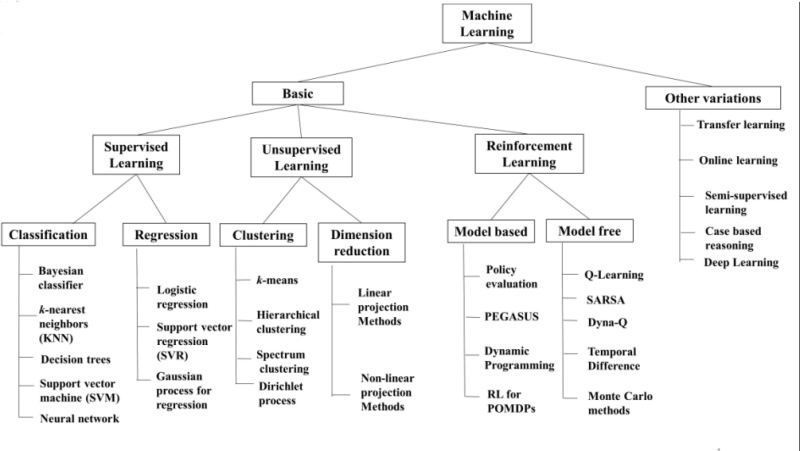 Machine
Learning
Basic
Other variations
Transfer learning
Online learning
Semi-supervised
learning
Case based
reasoning
Deep Learning
Supervised
Learning
Unsupervised
Learning
Reinforcement
Learning
Classification
Bayesian
classifier
k-nearest
neighbors
(KNN)
Decision trees
Support vector
machine (SVM)
Neural network
Regression
Logistic
regression
Support vector
regression
(SVR)
Gaussian
process for
regression
Clustering
k-means
Hierarchical
clustering
Spectrum
clustering
Dirichlet
process
Dimension
reduction
Linear
projection
Methods
Non-linear
projection
Methods
Model based
Policy
evaluation
PEGASUS
Dynamic
Programming
RL for
POMDPs
Model free
Q-Learning
SARSA
Dyna-Q
Temporal
Difference
Monte Carlo
methods